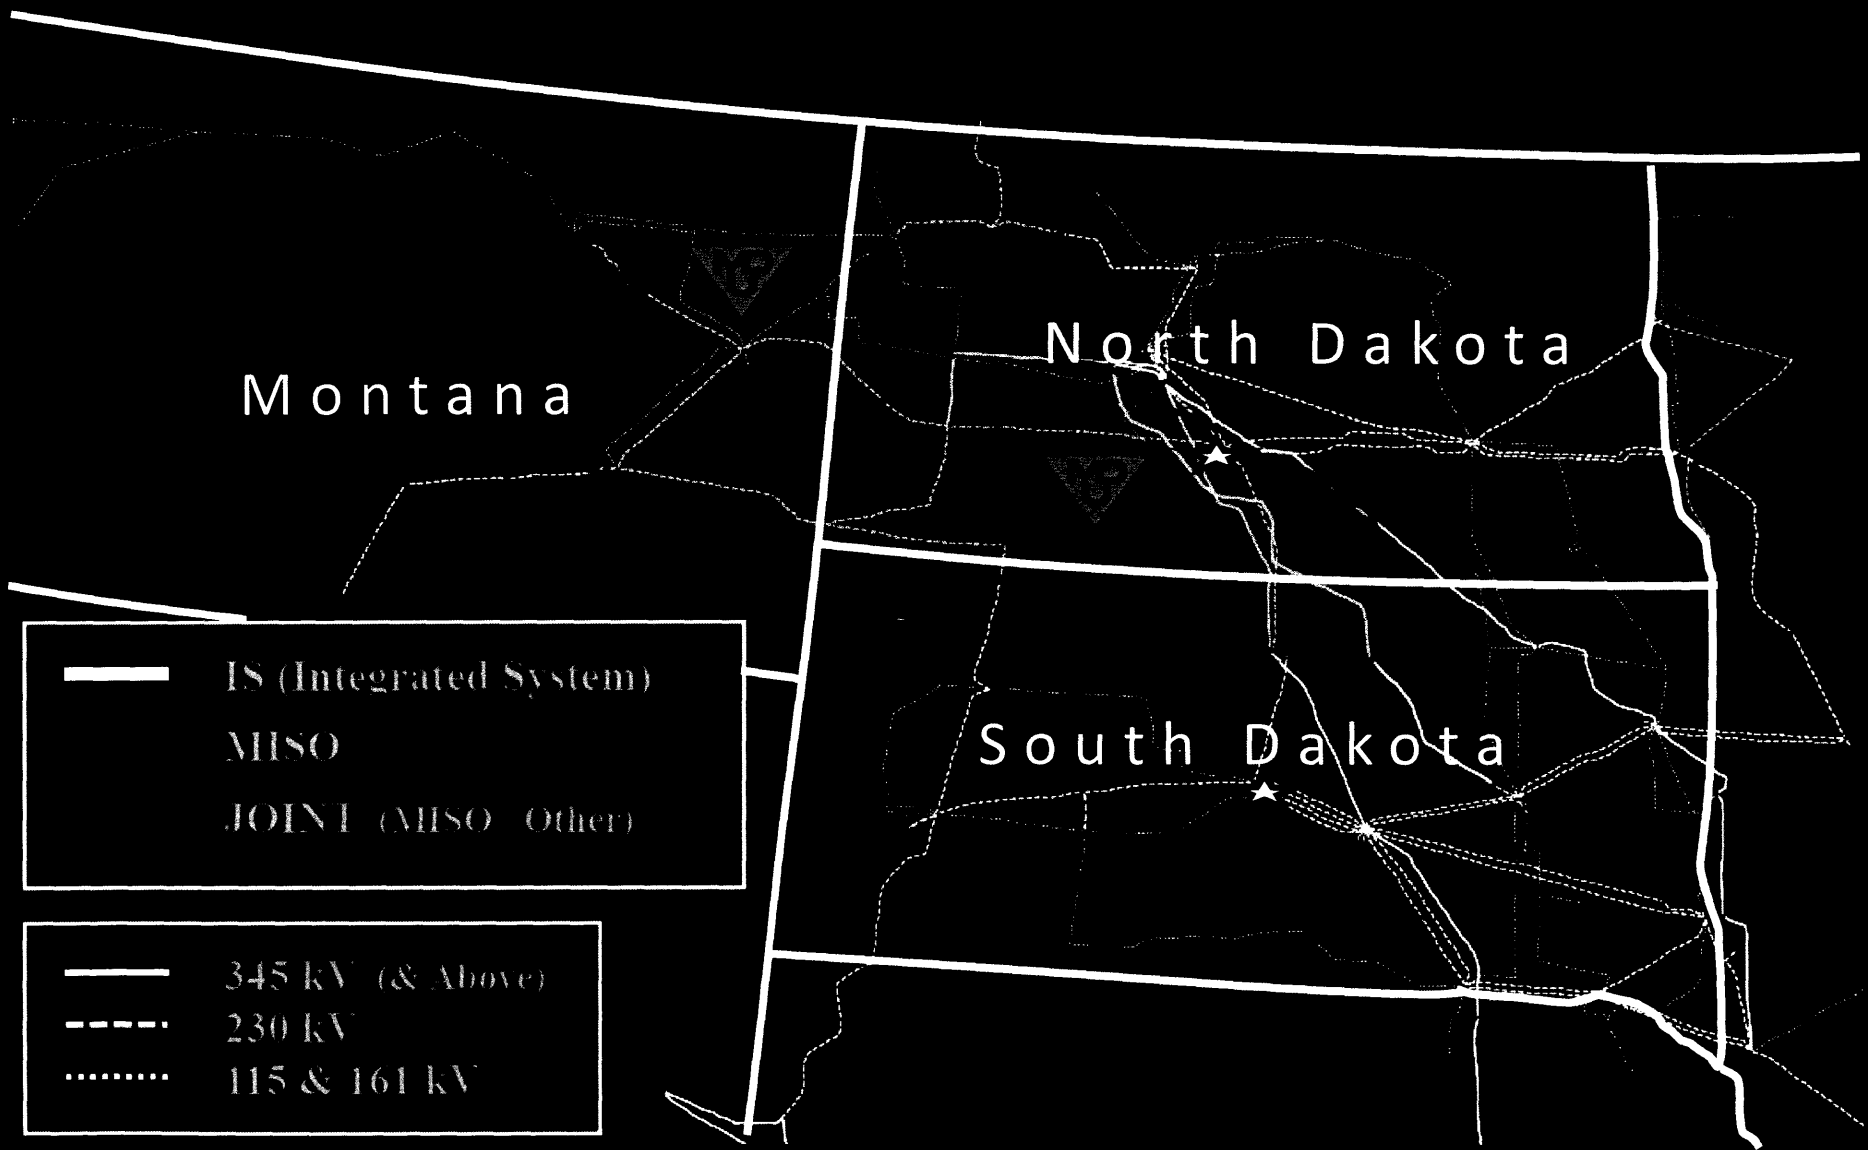 North Dakota
Montana
IS (Integrated System)
MISO
JOINT (MISO Other)
South Dakota
345 kV (& Above)
230 kV
115 & 161 kV